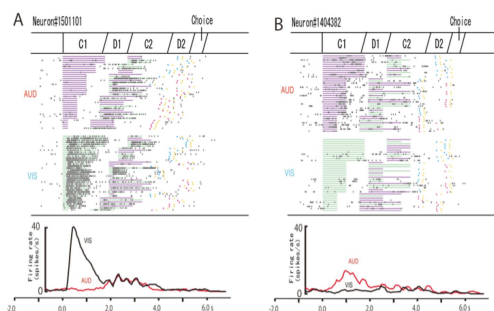 A
Neuron#1501101
Choice
C1 D1 C2 D2
AUD
VIS
Firing rate
(spikes/s)
40
0
VIS
AUD
-2.0 0.0 2.0 4.0 6.0 s
B
Neuron#1404382
Choice
C1 D1 C2 D2
AUD
VIS
Firing rate
(spikes/s)
40
0
AUD
VIS
-2.0 0.0 2.0 4.0 6.0 s